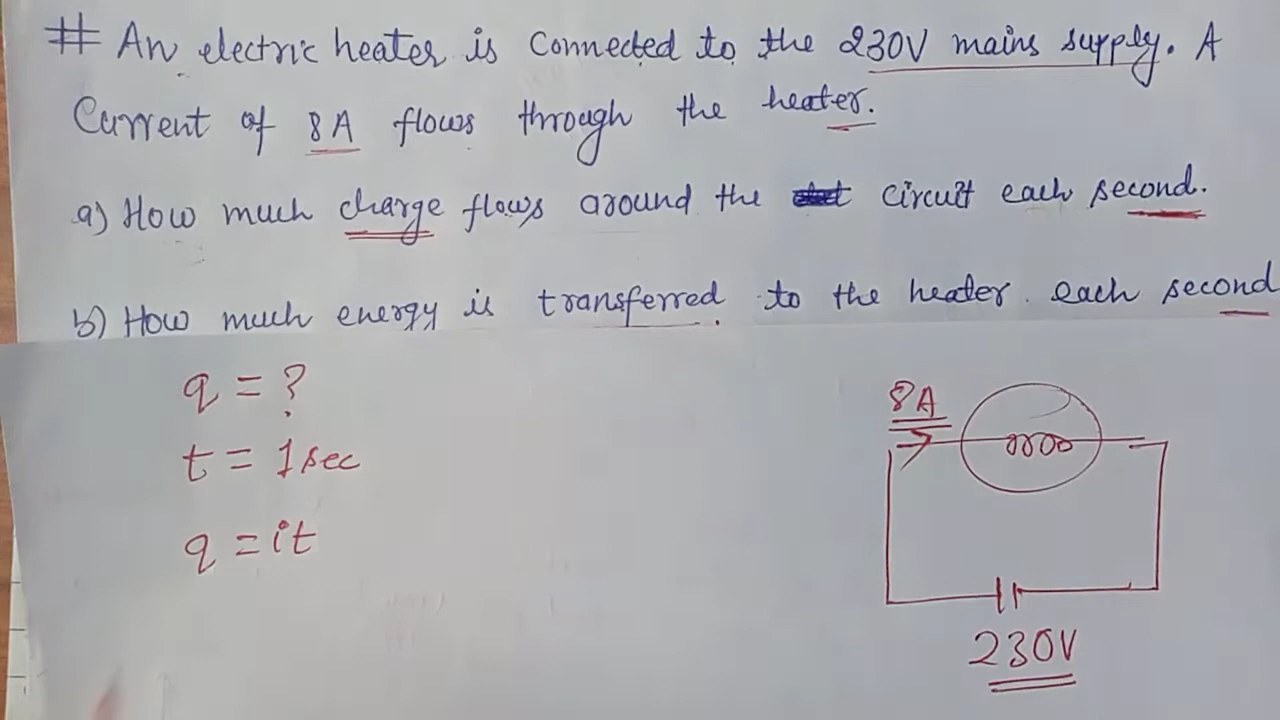 # An electric heater is connected to the 230V mains supply. A
Current of 8A flows through the heater.
a) How much charge flows around the circuit each second.
b) How much energy is transferred to the heater each second
q = ?
t = 1 sec
q = it
8A
230V